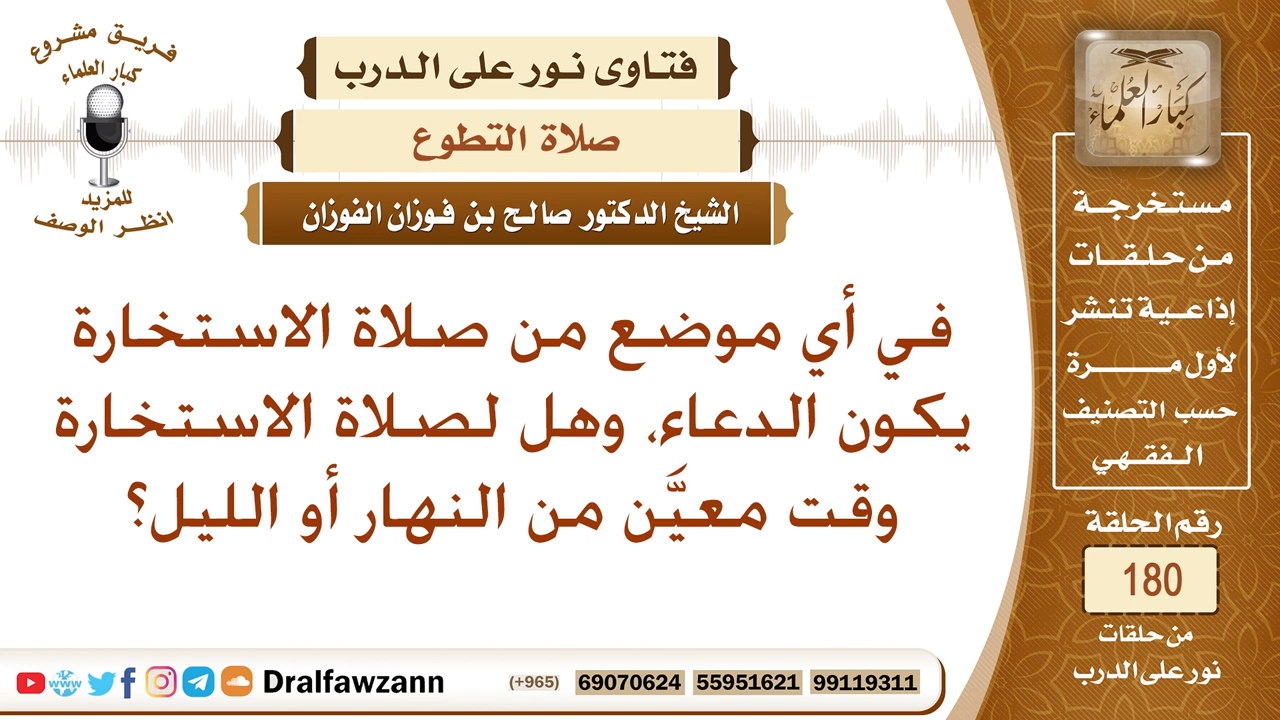 فريق مشروع
كبار العلماء
للمزيد
انظر الوصف
فتاوى نور على الدرب
صلاة التطوع
الشيخ الدكتور صالح بن فوزان الفوزان
في أي موضع من صلاة الاستخارة
يكون الدعاء، وهل لصلاة الاستخارة
وقت معيَّن من النهار أو الليل؟
كبار العلماء
مستخرجة
من حلقات
إذاعية تنشر
لأول مرة
حسب التصنيف
الفقهي
رقم الحلقة
180
من حلقات
نور على الدرب
www Dralfawzann (+965) 69070624 55951621 99119311